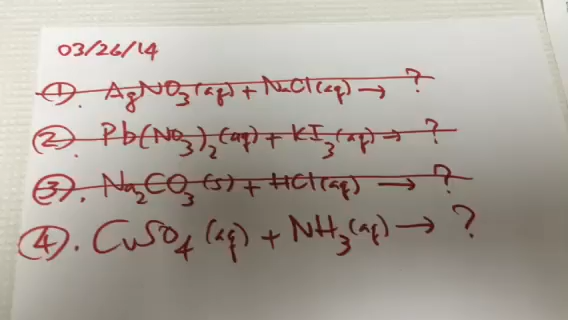 03/26/14
①. AgNO₃(aq) + NaCl(aq) → ?
②. Pb(NO₃)₂(aq) + KI₃(aq) → ?
③. Na₂CO₃(s) + HCl(aq) → ?
④. CuSO₄(aq) + NH₃(aq) → ?